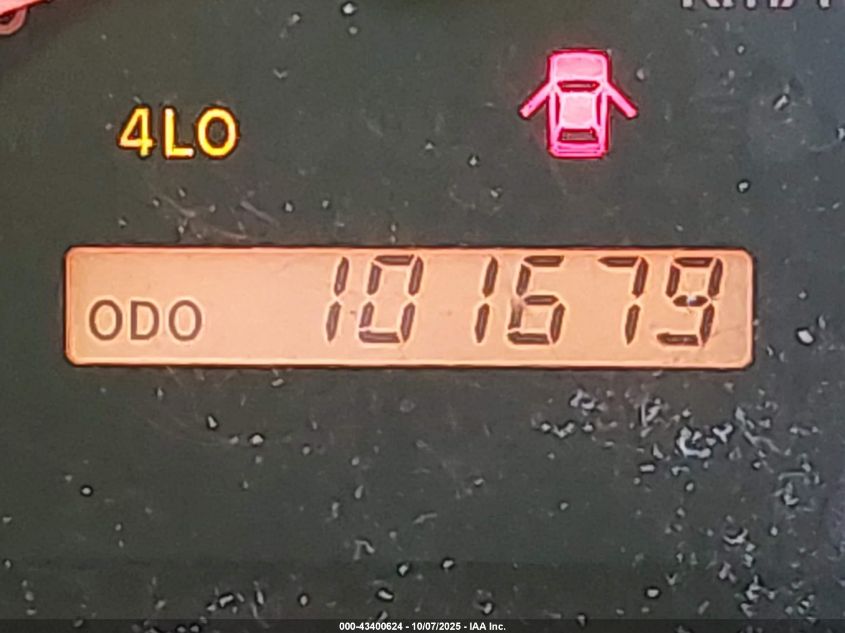 4LO
ODO 101679
000-43400624 - 10/07/2025 - IAA Inc.